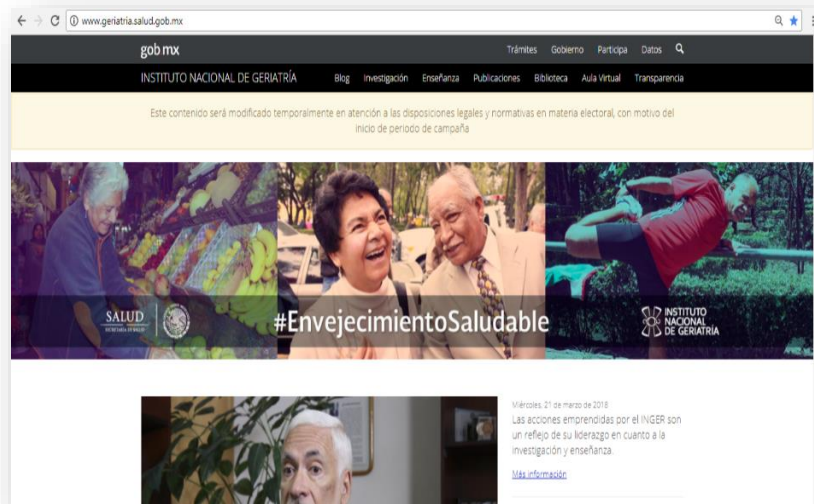 www.geriatria.salud.gob.mx
gob mx
Trámites Gobierno Participa Datos
INSTITUTO NACIONAL DE GERIATRÍA
Blog Investigación Enseñanza Publicaciones Biblioteca Aula Virtual Transparencia
Este contenido será modificado temporalmente en atención a las disposiciones legales y normativas en materia electoral, con motivo del
inicio de periodo de campaña
SALUD
SECRETARÍA DE SALUD
#EnvejecimientoSaludable
INSTITUTO
NACIONAL
DE GERIATRÍA
Miércoles, 21 de marzo de 2018
Las acciones emprendidas por el INGER son
un reflejo de su liderazgo en cuanto a la
investigación y enseñanza.
Más información